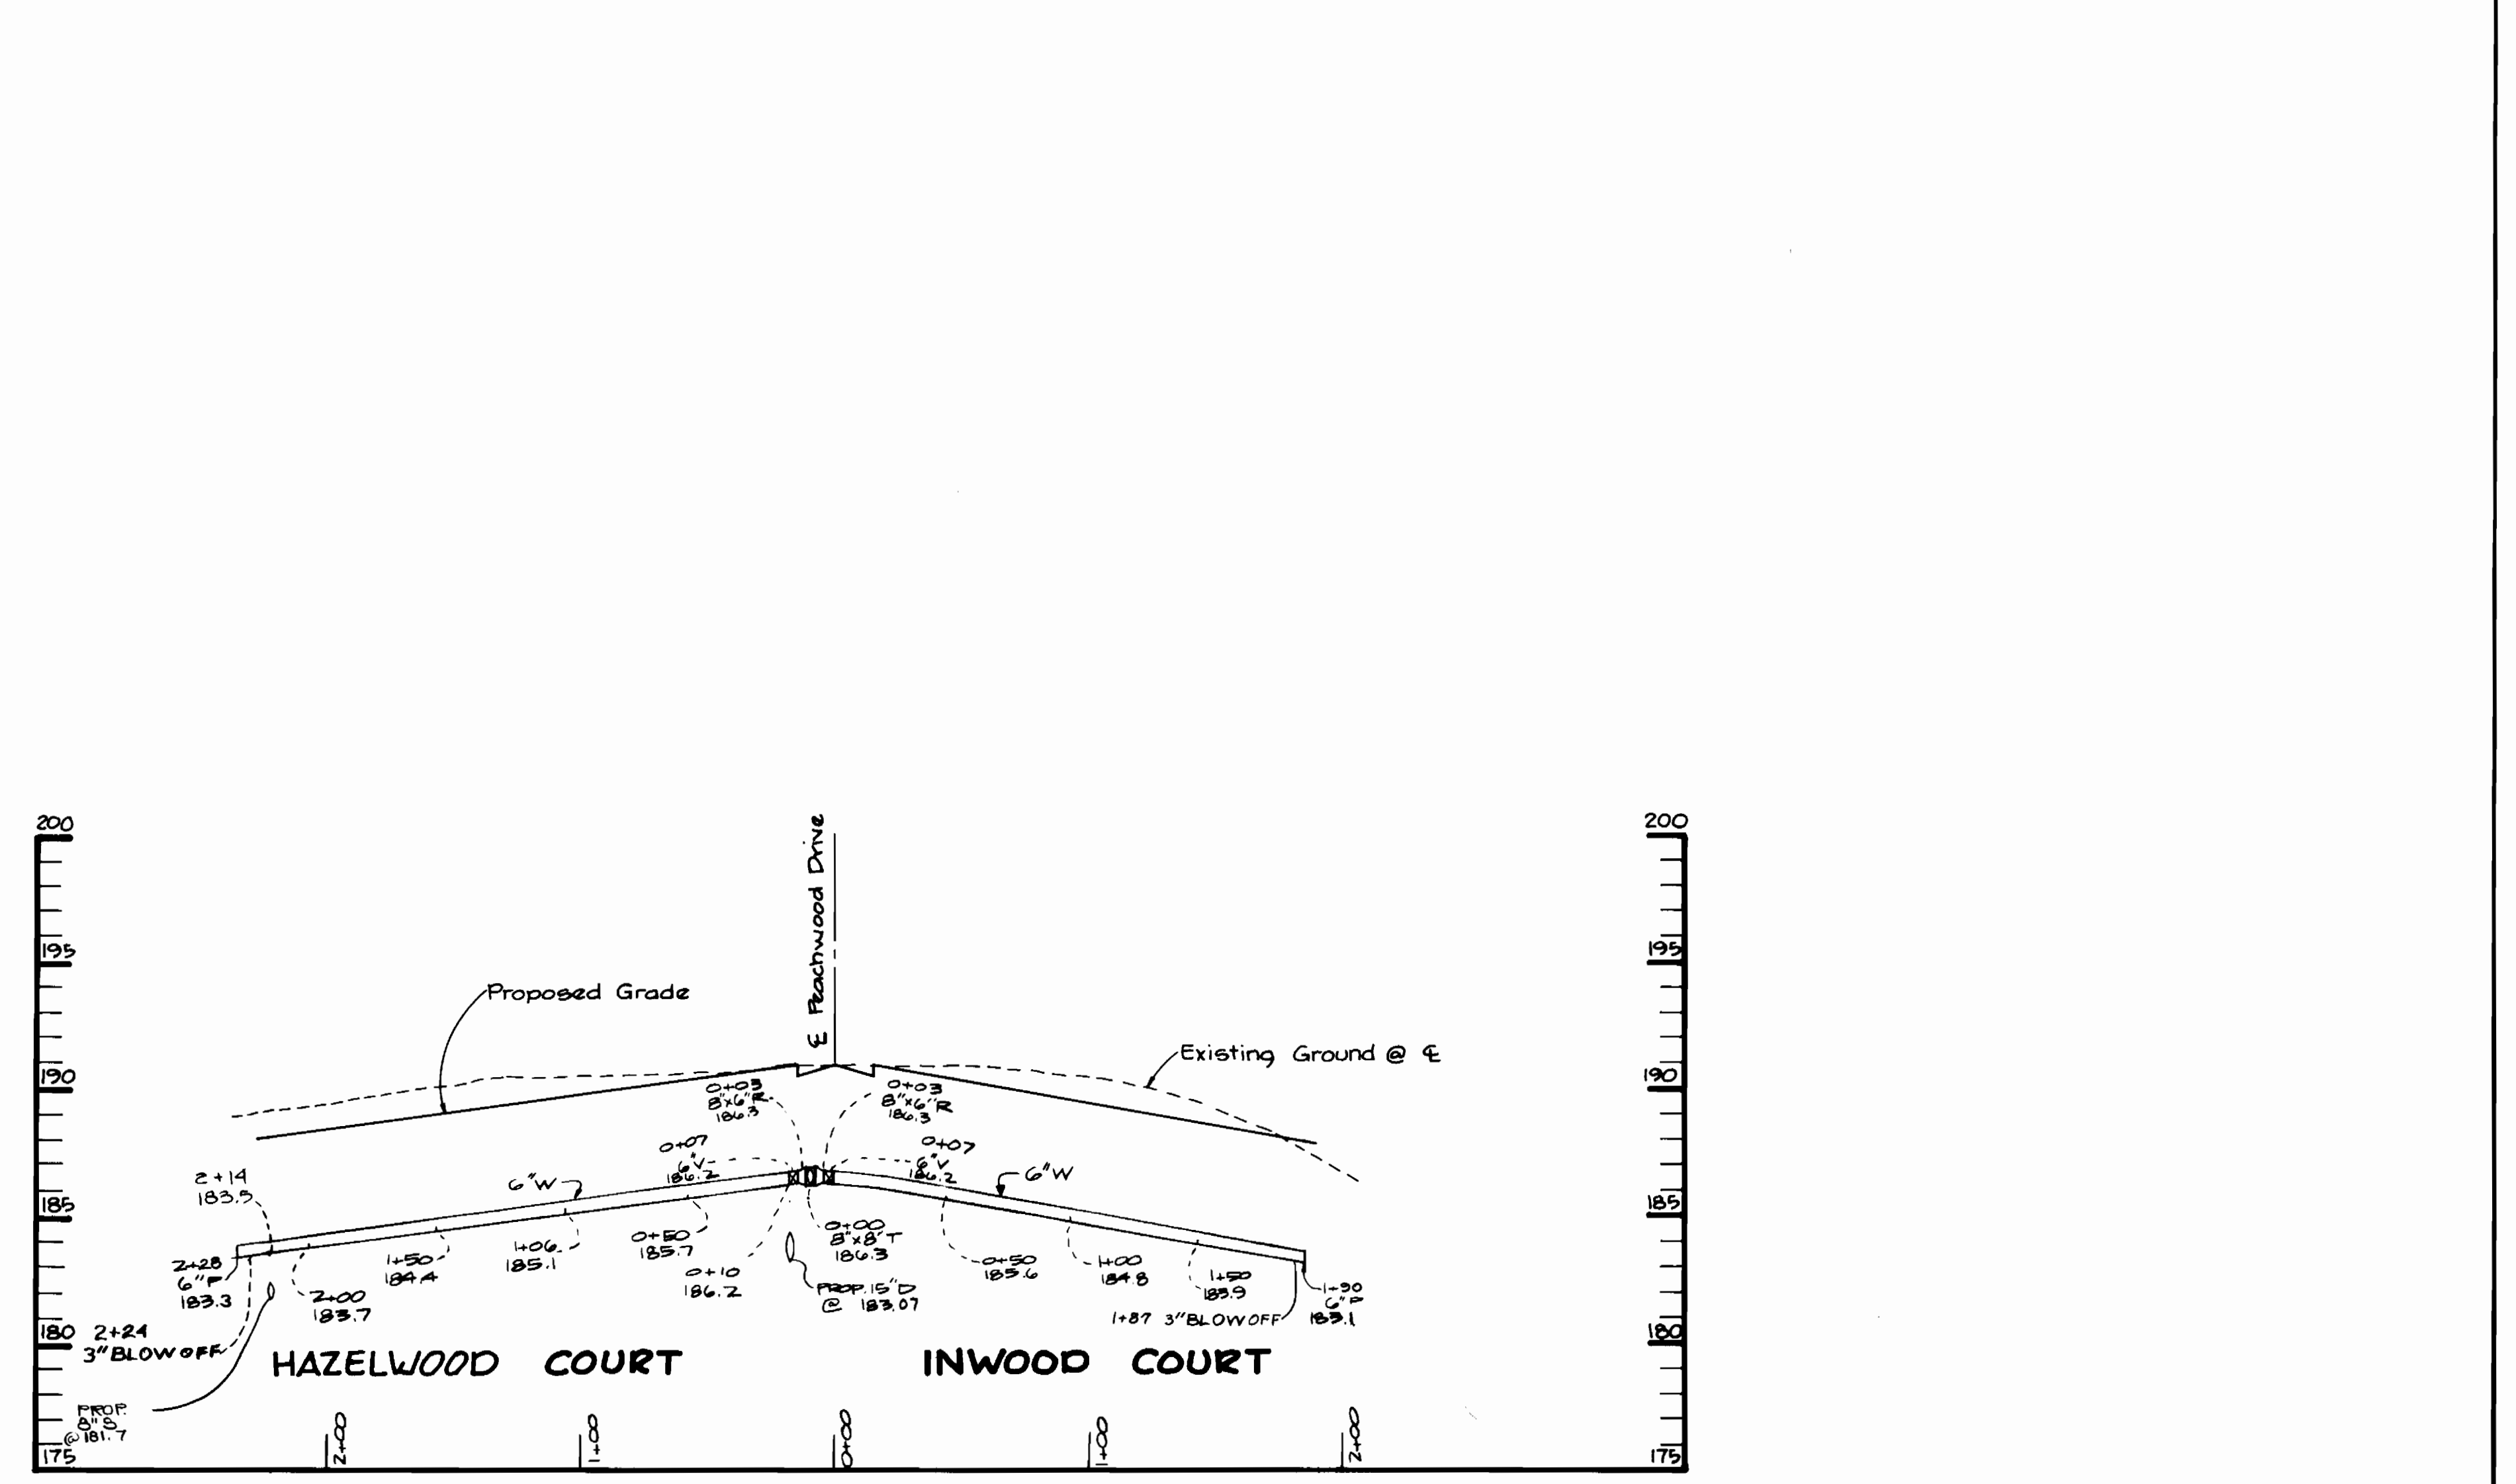 200
195
190
185
180
175
200
195
190
185
180
175
℄ Peachwood Drive
Proposed Grade
Existing Ground @ ℄
0+03
8"x6"R
186.3
0+03
8"x6"R
186.3
0+07
6"V
186.2
0+07
6"V
186.2
6"W
6"W
2+14
183.5
2+28
6"P
183.3
2+00
183.7
1+50
184.4
1+06
185.1
0+50
185.7
0+10
186.2
0+00
8"x8"T
186.3
PROP. 15"D
@ 183.07
0+50
185.6
1+00
184.8
1+50
183.9
1+87 3"BLOWOFF
1+90
6"P
183.1
2+24
3"BLOWOFF
HAZELWOOD COURT
INWOOD COURT
PROP.
8"S
@181.7
2+00
1+00
0+00
1+00
2+00